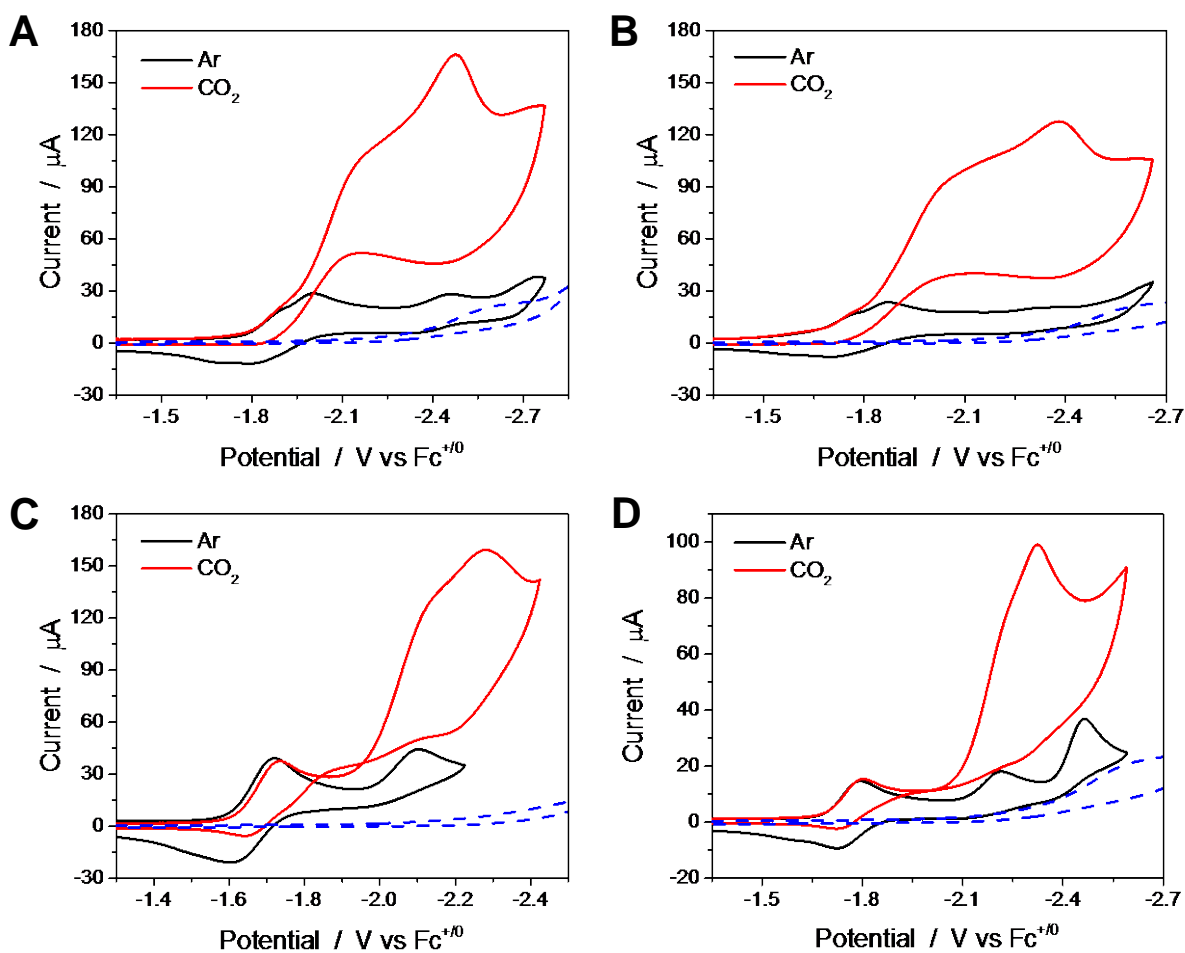 A
180
150
120
90
60
30
0
-30
Ar
CO2
Current / μA
-1.5
-1.8
-2.1
-2.4
-2.7
Potential / V vs Fc+/0
B
180
150
120
90
60
30
0
-30
Ar
CO2
Current / μA
-1.5
-1.8
-2.1
-2.4
-2.7
Potential / V vs Fc+/0
C
180
150
120
90
60
30
0
-30
Ar
CO2
Current / μA
-1.4
-1.6
-1.8
-2.0
-2.2
-2.4
Potential / V vs Fc+/0
D
100
80
60
40
20
0
-20
Ar
CO2
Current / μA
-1.5
-1.8
-2.1
-2.4
-2.7
Potential / V vs Fc+/0